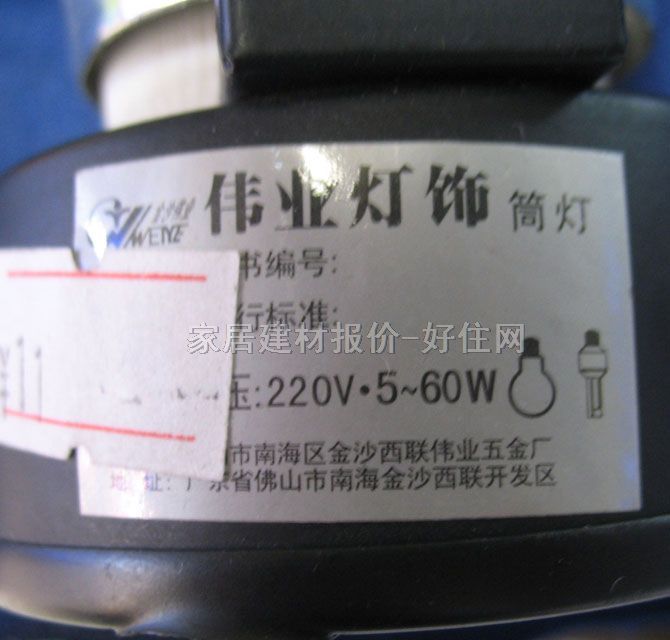 WEIYE 伟业灯饰 筒灯
书编号:
行标准:
家居建材报价-好住网
压:220V·5~60W
市南海区金沙西联伟业五金厂
地址:广东省佛山市南海金沙西联开发区